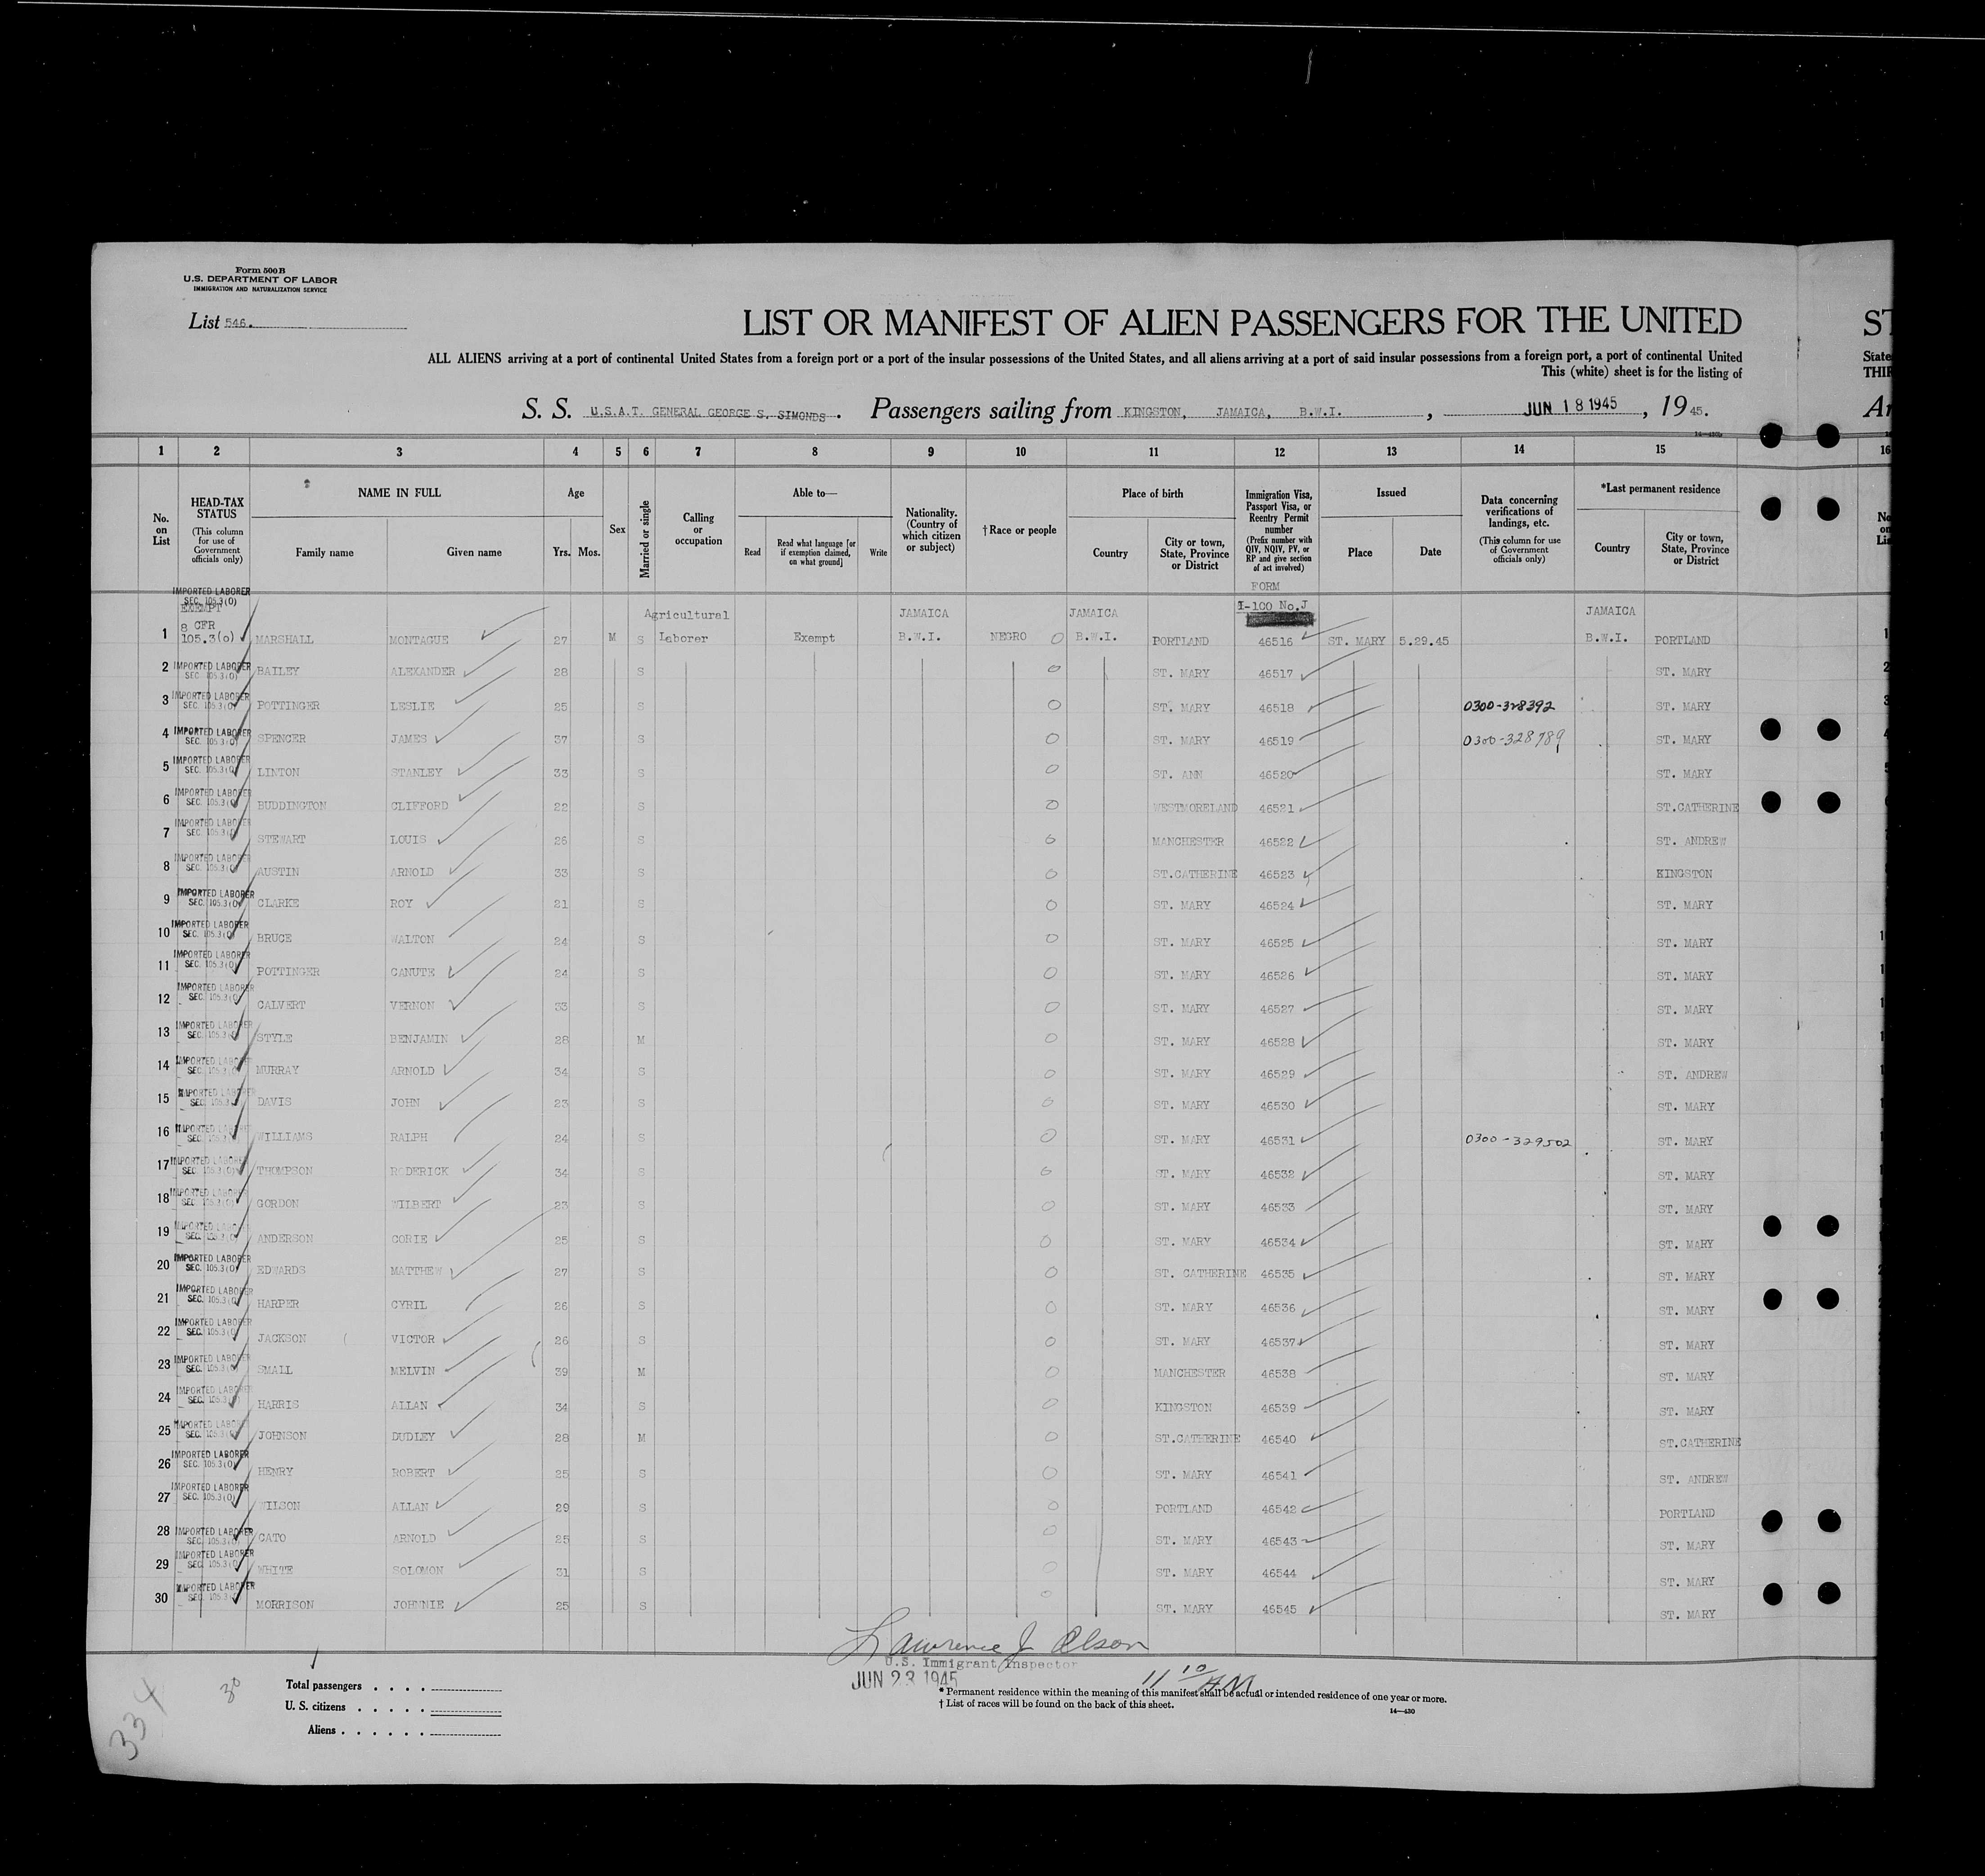 Form 500 B
U.S. DEPARTMENT OF LABOR
IMMIGRATION AND NATURALIZATION SERVICE
List 546.
LIST OR MANIFEST OF ALIEN PASSENGERS FOR THE UNITED
ST
ALL ALIENS arriving at a port of continental United States from a foreign port or a port of the insular possessions of the United States, and all aliens arriving at a port of said insular possessions from a foreign port, a port of continental United
State
This (white) sheet is for the listing of
S. S. U.S.A.T. GENERAL GEORGE S. SIMONDS. Passengers sailing from KINGSTON, JAMAICA, B.W.I., JUN 18 1945, 19 45.
1 2 3 4 5 6 7 8 9 10 11 12 13 14 15 16
No. on List
HEAD-TAX STATUS (This column for use of Government officials only)
NAME IN FULL Family name Given name
Age Yrs. Mos.
Sex
Married or single
Calling or occupation
Able to— Read Read what language [or if exemption claimed, on what ground] Write
Nationality. (Country of which citizen or subject)
†Race or people
Place of birth Country City or town, State, Province or District
Immigration Visa, Passport Visa, or Reentry Permit number (Prefix number with QIV, NQIV, PV, or RP and give section of act involved)
Issued Place Date
Data concerning verifications of landings, etc. (This column for use of Government officials only)
*Last permanent residence Country City or town, State, Province or District
FORM
I-100 No.J
IMPORTED LABORER SEC. 105.3(O)
EXEMPT
8 CFR Agricultural JAMAICA JAMAICA JAMAICA
1 105.3(o) MARSHALL MONTAGUE 27 M S Laborer Exempt B.W.I. NEGRO B.W.I. PORTLAND 46516 ST. MARY 5.29.45 B.W.I. PORTLAND
2 IMPORTED LABORER SEC. 105.3(O) BAILEY ALEXANDER 28 S ST. MARY 46517 ST. MARY
3 IMPORTED LABORER SEC. 105.3(O) POTTINGER LESLIE 25 S ST. MARY 46518 0300-328392 ST. MARY
4 IMPORTED LABORER SEC. 105.3(O) SPENCER JAMES 37 S ST. MARY 46519 0300-328789 ST. MARY
5 IMPORTED LABORER SEC. 105.3(O) LINTON STANLEY 33 S ST. ANN 46520 ST. MARY
6 IMPORTED LABORER SEC. 105.3(O) BUDDINGTON CLIFFORD 22 S WESTMORELAND 46521 ST.CATHERINE
7 IMPORTED LABORER SEC. 105.3(O) STEWART LOUIS 26 S MANCHESTER 46522 ST. ANDREW
8 IMPORTED LABORER SEC. 105.3(O) AUSTIN ARNOLD 33 S ST.CATHERINE 46523 KINGSTON
9 IMPORTED LABORER SEC. 105.3(O) CLARKE ROY 21 S ST. MARY 46524 ST. MARY
10 IMPORTED LABORER SEC. 105.3(O) BRUCE WALTON 24 S ST. MARY 46525 ST. MARY
11 IMPORTED LABORER SEC. 105.3(O) POTTINGER CANUTE 24 S ST. MARY 46526 ST. MARY
12 IMPORTED LABORER SEC. 105.3(O) CALVERT VERNON 33 S ST. MARY 46527 ST. MARY
13 IMPORTED LABORER SEC. 105.3(O) STYLE BENJAMIN 28 M ST. MARY 46528 ST. MARY
14 IMPORTED LABORER SEC. 105.3(O) MURRAY ARNOLD 34 S ST. MARY 46529 ST. ANDREW
15 IMPORTED LABORER SEC. 105.3(O) DAVIS JOHN 23 S ST. MARY 46530 ST. MARY
16 IMPORTED LABORER SEC. 105.3(O) WILLIAMS RALPH 24 S ST. MARY 46531 0300-329502 ST. MARY
17 IMPORTED LABORER SEC. 105.3(O) THOMPSON RODERICK 34 S ST. MARY 46532 ST. MARY
18 IMPORTED LABORER SEC. 105.3(O) GORDON WILBERT 23 S ST. MARY 46533 ST. MARY
19 IMPORTED LABORER SEC. 105.3(O) ANDERSON CORIE 25 S ST. MARY 46534 ST. MARY
20 IMPORTED LABORER SEC. 105.3(O) EDWARDS MATTHEW 27 S ST. CATHERINE 46535 ST. MARY
21 IMPORTED LABORER SEC. 105.3(O) HARPER CYRIL 26 S ST. MARY 46536 ST. MARY
22 IMPORTED LABORER SEC. 105.3(O) JACKSON VICTOR 26 S ST. MARY 46537 ST. MARY
23 IMPORTED LABORER SEC. 105.3(O) SMALL MELVIN 39 M MANCHESTER 46538 ST. MARY
24 IMPORTED LABORER SEC. 105.3(O) HARRIS ALLAN 34 S KINGSTON 46539 ST. MARY
25 IMPORTED LABORER SEC. 105.3(O) JOHNSON DUDLEY 28 M ST.CATHERINE 46540 ST.CATHERINE
26 IMPORTED LABORER SEC. 105.3(O) HENRY ROBERT 25 S ST. MARY 46541 ST. ANDREW
27 IMPORTED LABORER SEC. 105.3(O) WILSON ALLAN 29 S PORTLAND 46542 PORTLAND
28 IMPORTED LABORER SEC. 105.3(O) CATO ARNOLD 25 S ST. MARY 46543 ST. MARY
29 IMPORTED LABORER SEC. 105.3(O) WHITE SOLOMON 31 S ST. MARY 46544 ST. MARY
30 IMPORTED LABORER SEC. 105.3(O) MORRISON JOHNNIE 25 S ST. MARY 46545 ST. MARY
Lawrence J Olson
U.S. Immigrant Inspector
JUN 23 1945 11 10 AM
334
30
Total passengers . . . .
U. S. citizens . . . . .
Aliens . . . . . .
* Permanent residence within the meaning of this manifest shall be actual or intended residence of one year or more.
† List of races will be found on the back of this sheet.
14—430